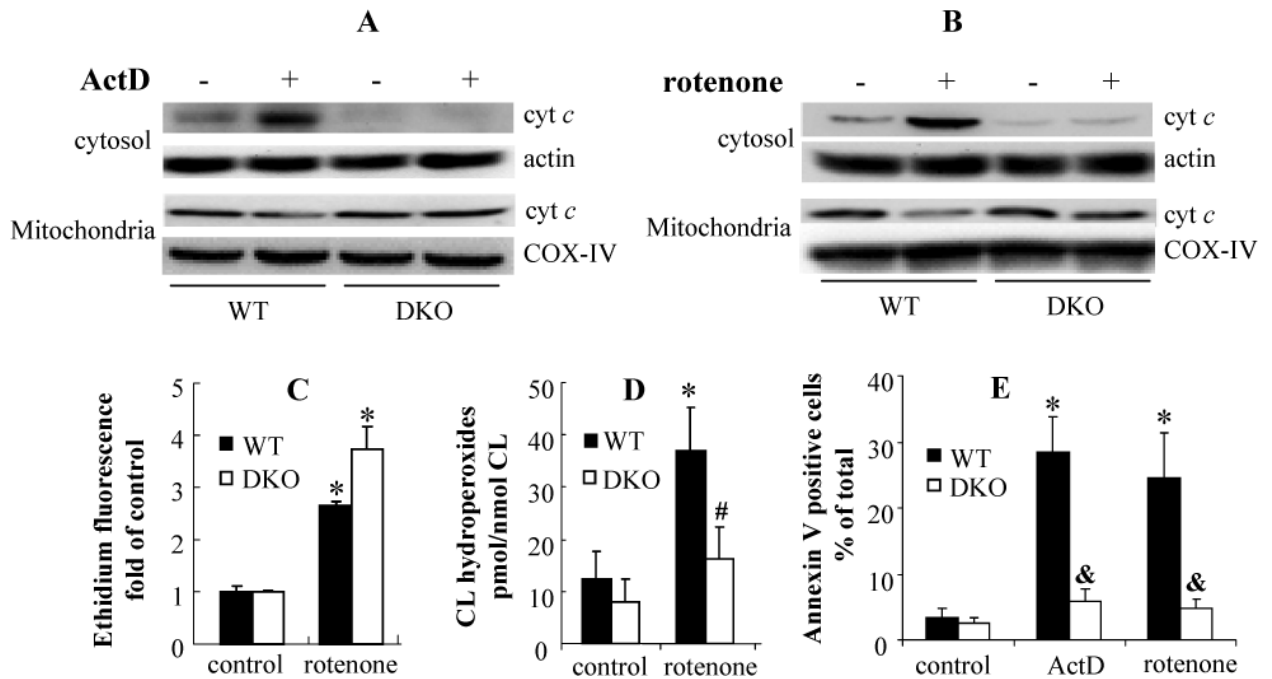 A
ActD - + - +
cytosol
cyt c
actin
Mitochondria
cyt c
COX-IV
WT DKO
B
rotenone - + - +
cytosol
cyt c
actin
Mitochondria
cyt c
COX-IV
WT DKO
C
Ethidium fluorescence
fold of control
5
4
3
2
1
0
WT
DKO
*
*
control rotenone
D
CL hydroperoxides
pmol/nmol CL
50
40
30
20
10
0
WT
DKO
*
#
control rotenone
E
Annexin V positive cells
% of total
40
30
20
10
0
WT
DKO
*
&
*
&
control ActD rotenone